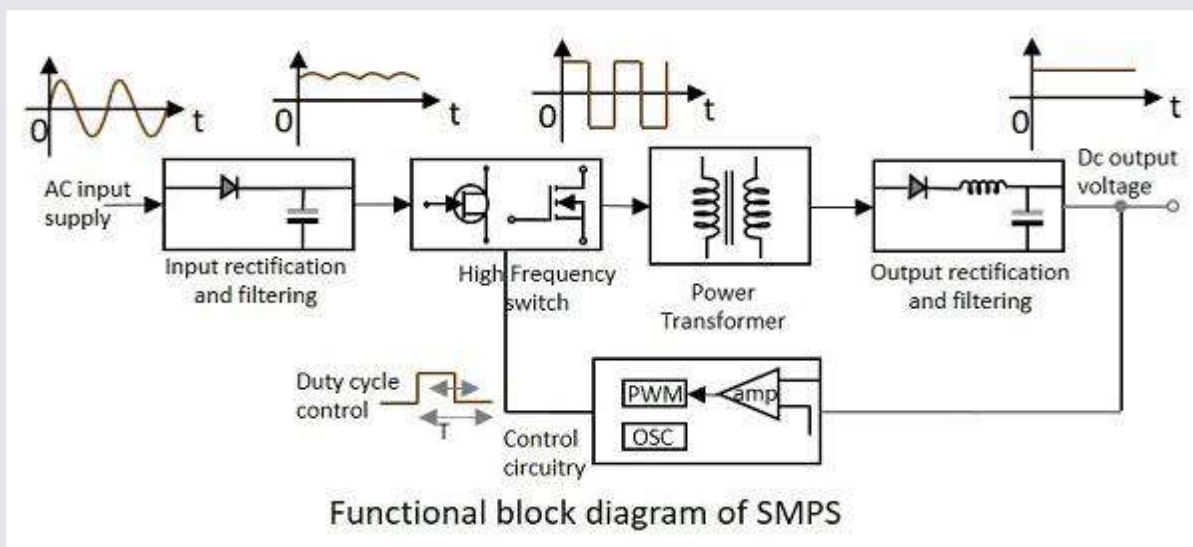 0
t
0
t
0
t
0
t
AC input
supply
Input rectification
and filtering
High Frequency
switch
Power
Transformer
Output rectification
and filtering
Dc output
voltage
Duty cycle
control
T
Control
circuitry
PWM
amp
OSC
Functional block diagram of SMPS